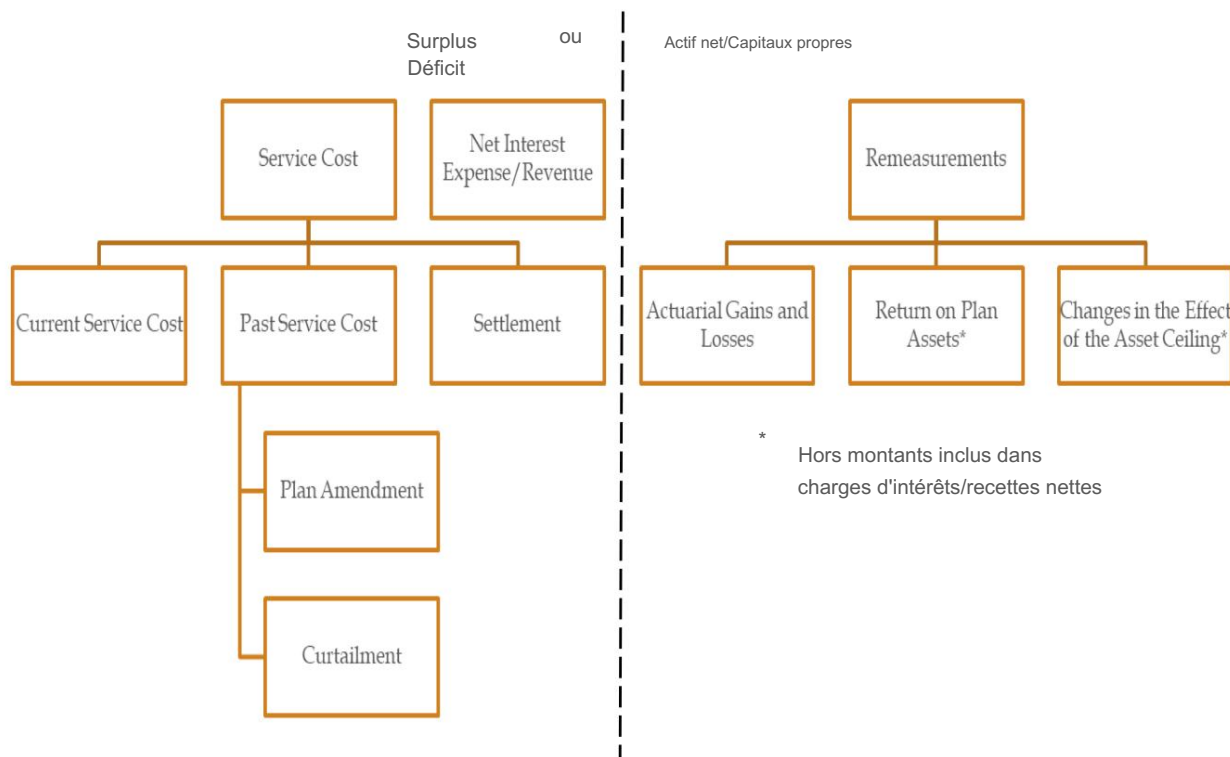 Surplus ou
Déficit
Actif net/Capitaux propres
Service Cost
Net Interest
Expense/Revenue
Remeasurements
Current Service Cost
Past Service Cost
Settlement
Actuarial Gains and
Losses
Return on Plan
Assets*
Changes in the Effect
of the Asset Ceiling*
Plan Amendment
Curtailment
*
Hors montants inclus dans
charges d'intérêts/recettes nettes